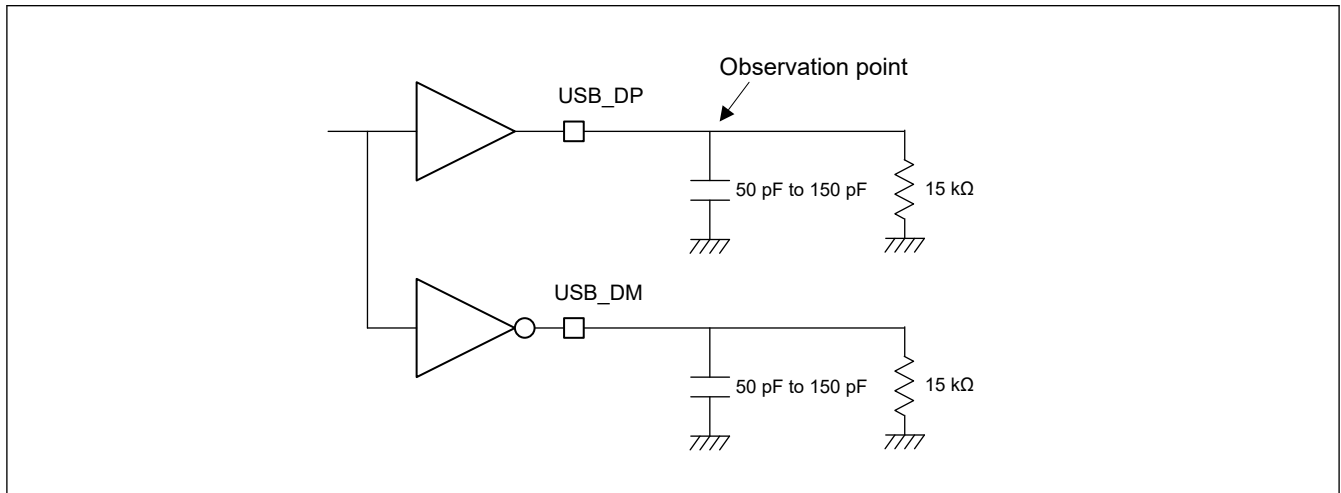 Observation point
USB_DP
50 pF to 150 pF
15 kΩ
USB_DM
50 pF to 150 pF
15 kΩ